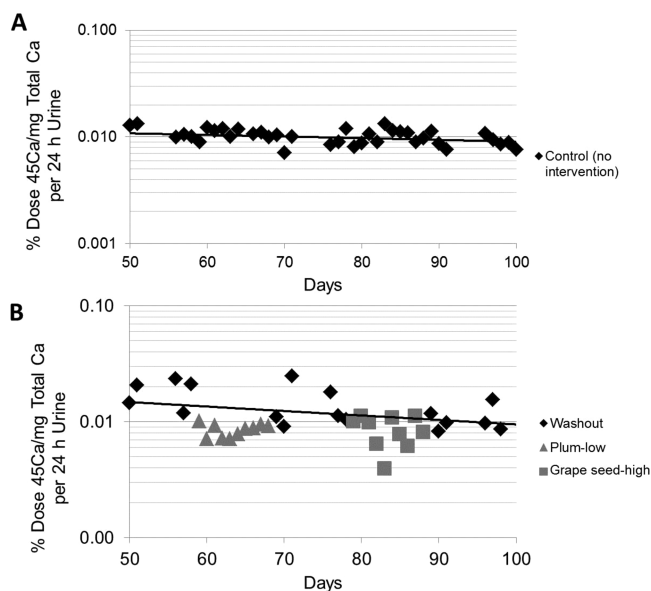 A
% Dose 45Ca/mg Total Ca
per 24 h Urine
0.100
0.010
0.001
50 60 70 80 90 100
Days
Control (no
intervention)
B
% Dose 45Ca/mg Total Ca
per 24 h Urine
0.10
0.01
0.00
50 60 70 80 90 100
Days
Washout
Plum-low
Grape seed-high